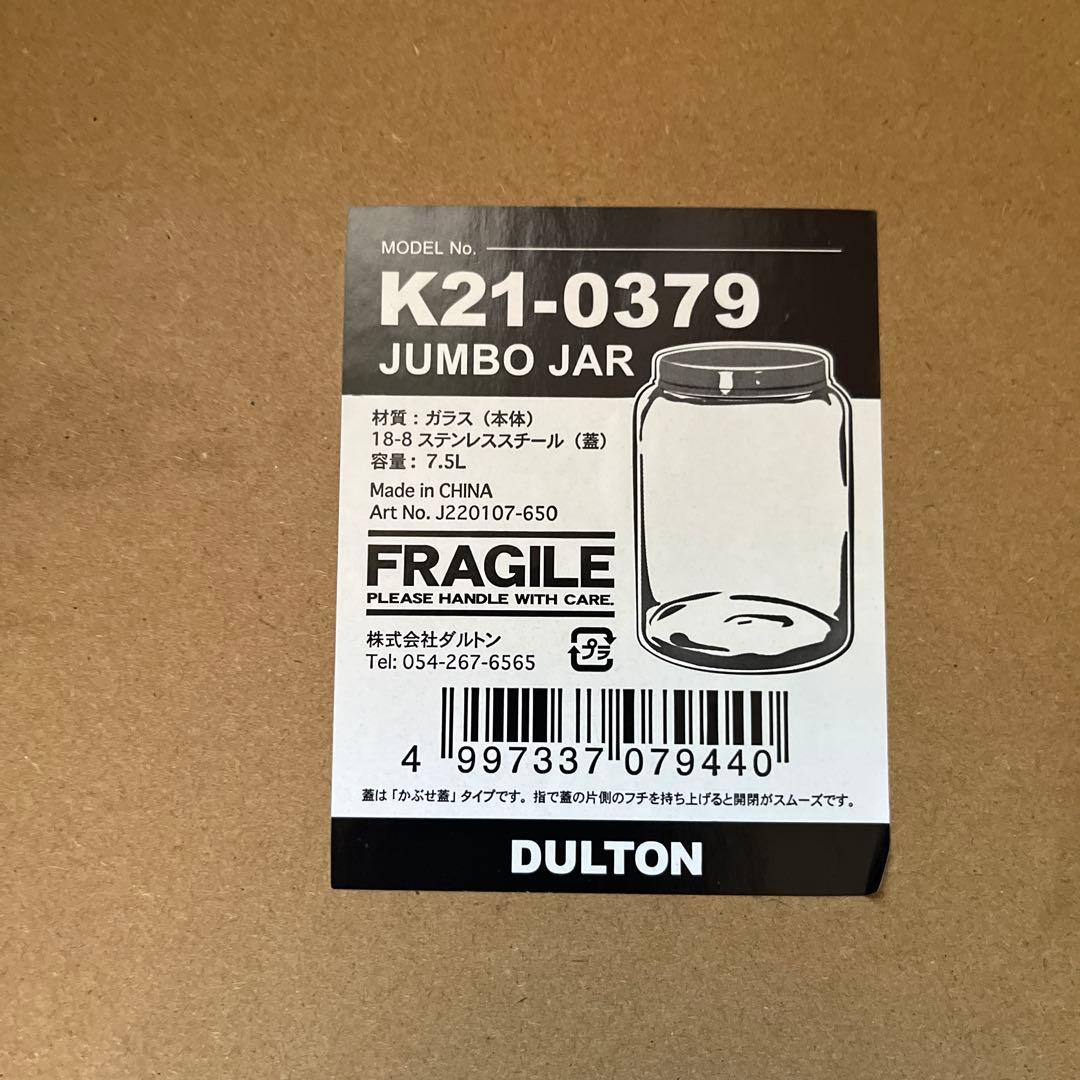 MODEL No.
K21-0379
JUMBO JAR
材質：ガラス（本体）
18-8 ステンレススチール（蓋）
容量：7.5L
Made in CHINA
Art No. J220107-650
FRAGILE
PLEASE HANDLE WITH CARE.
株式会社ダルトン
Tel: 054-267-6565
プラ
4 997337 079440
蓋は「かぶせ蓋」タイプです。指で蓋の片側のフチを持ち上げると開閉がスムーズです。
DULTON